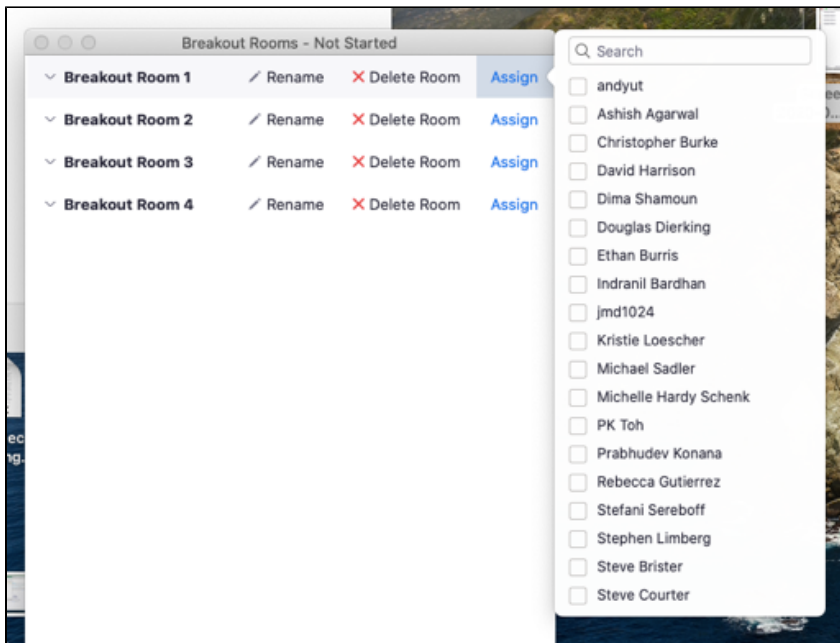 Breakout Rooms - Not Started
Breakout Room 1 Rename Delete Room Assign
Breakout Room 2 Rename Delete Room Assign
Breakout Room 3 Rename Delete Room Assign
Breakout Room 4 Rename Delete Room Assign
Search
andyut
Ashish Agarwal
Christopher Burke
David Harrison
Dima Shamoun
Douglas Dierking
Ethan Burris
Indranil Bardhan
jmd1024
Kristie Loescher
Michael Sadler
Michelle Hardy Schenk
PK Toh
Prabhudev Konana
Rebecca Gutierrez
Stefani Sereboff
Stephen Limberg
Steve Brister
Steve Courter